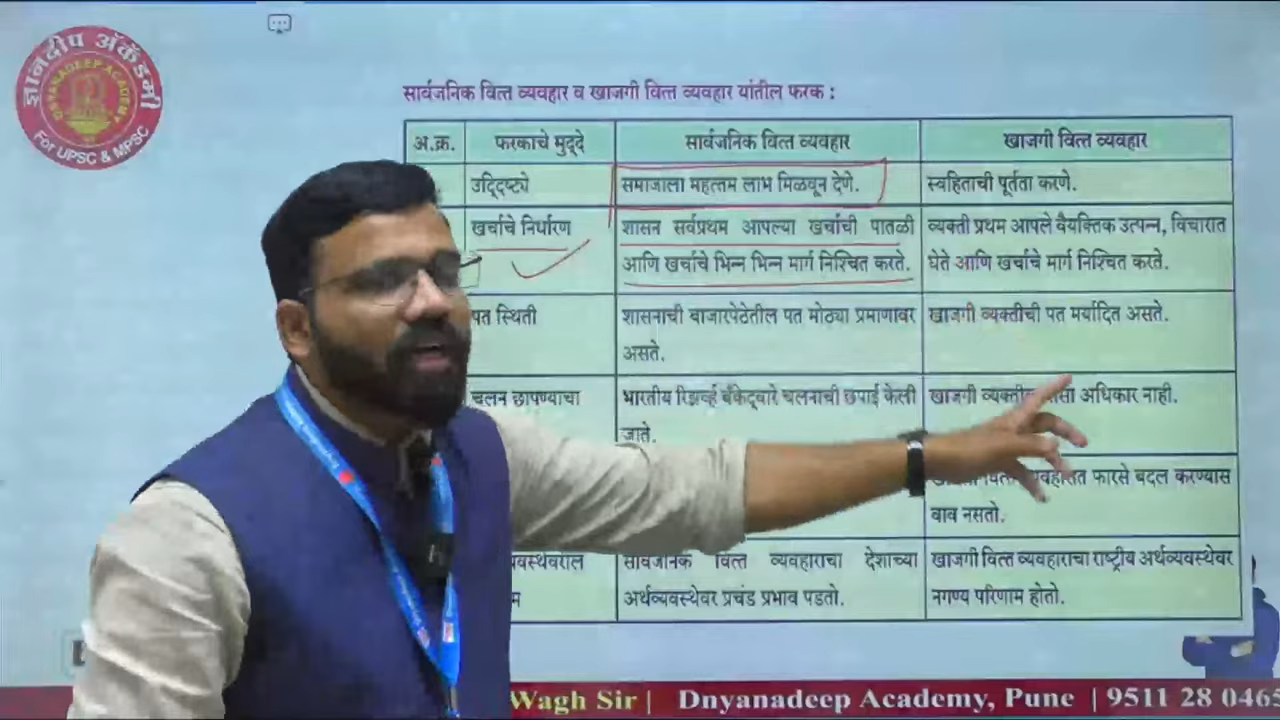 ज्ञानदीप अ‍ॅकॅडमी
DNYANADEEP ACADEMY
For UPSC & MPSC
सार्वजनिक वित्त व्यवहार व खाजगी वित्त व्यवहार यांतील फरक :
अ.क्र. फरकाचे मुद्दे सार्वजनिक वित्त व्यवहार खाजगी वित्त व्यवहार
उद्दिष्ट्ये समाजाला महत्तम लाभ मिळवून देणे. स्वहिताची पूर्तता करणे.
खर्चाचे निर्धारण शासन सर्वप्रथम आपल्या खर्चाची पातळी व्यक्ती प्रथम आपले वैयक्तिक उत्पन्न, विचारात
आणि खर्चाचे भिन्न भिन्न मार्ग निश्चित करते. घेते आणि खर्चाचे मार्ग निश्चित करते.
पत स्थिती शासनाची बाजारपेठेतील पत मोठ्या प्रमाणावर खाजगी व्यक्तीची पत मर्यादित असते.
असते.
चलन छापण्याचा भारतीय रिझर्व्ह बँकेद्वारे चलनाची छपाई केली खाजगी अधिकार नाही.
जाते.
फारसे बदल करण्यास
वाव नसतो.
सार्वजनिक वित्त व्यवहाराचा देशाच्या खाजगी वित्त व्यवहाराचा राष्ट्रीय अर्थव्यवस्थेवर
अर्थव्यवस्थेवर प्रचंड प्रभाव पडतो. नगण्य परिणाम होतो.
Wagh Sir | Dnyanadeep Academy, Pune | 9511 28 0465